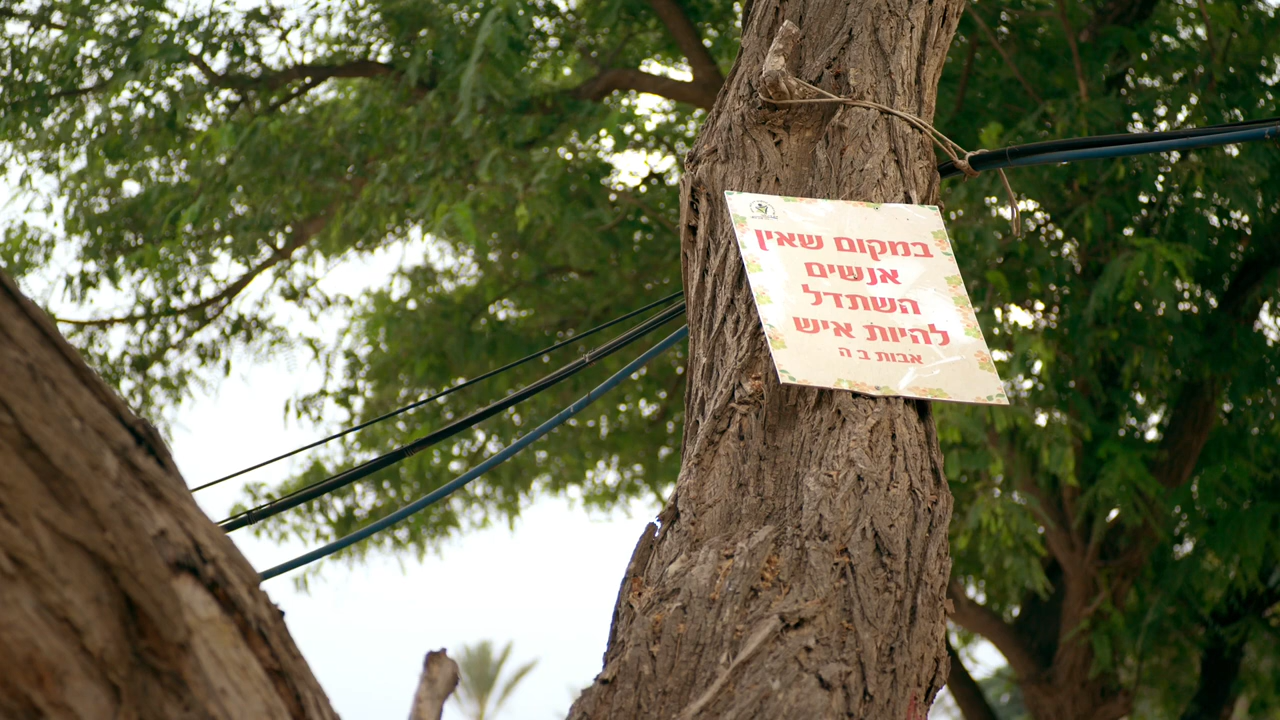 במקום שאין
אנשים
השתדל
להיות איש
אבות ב ה